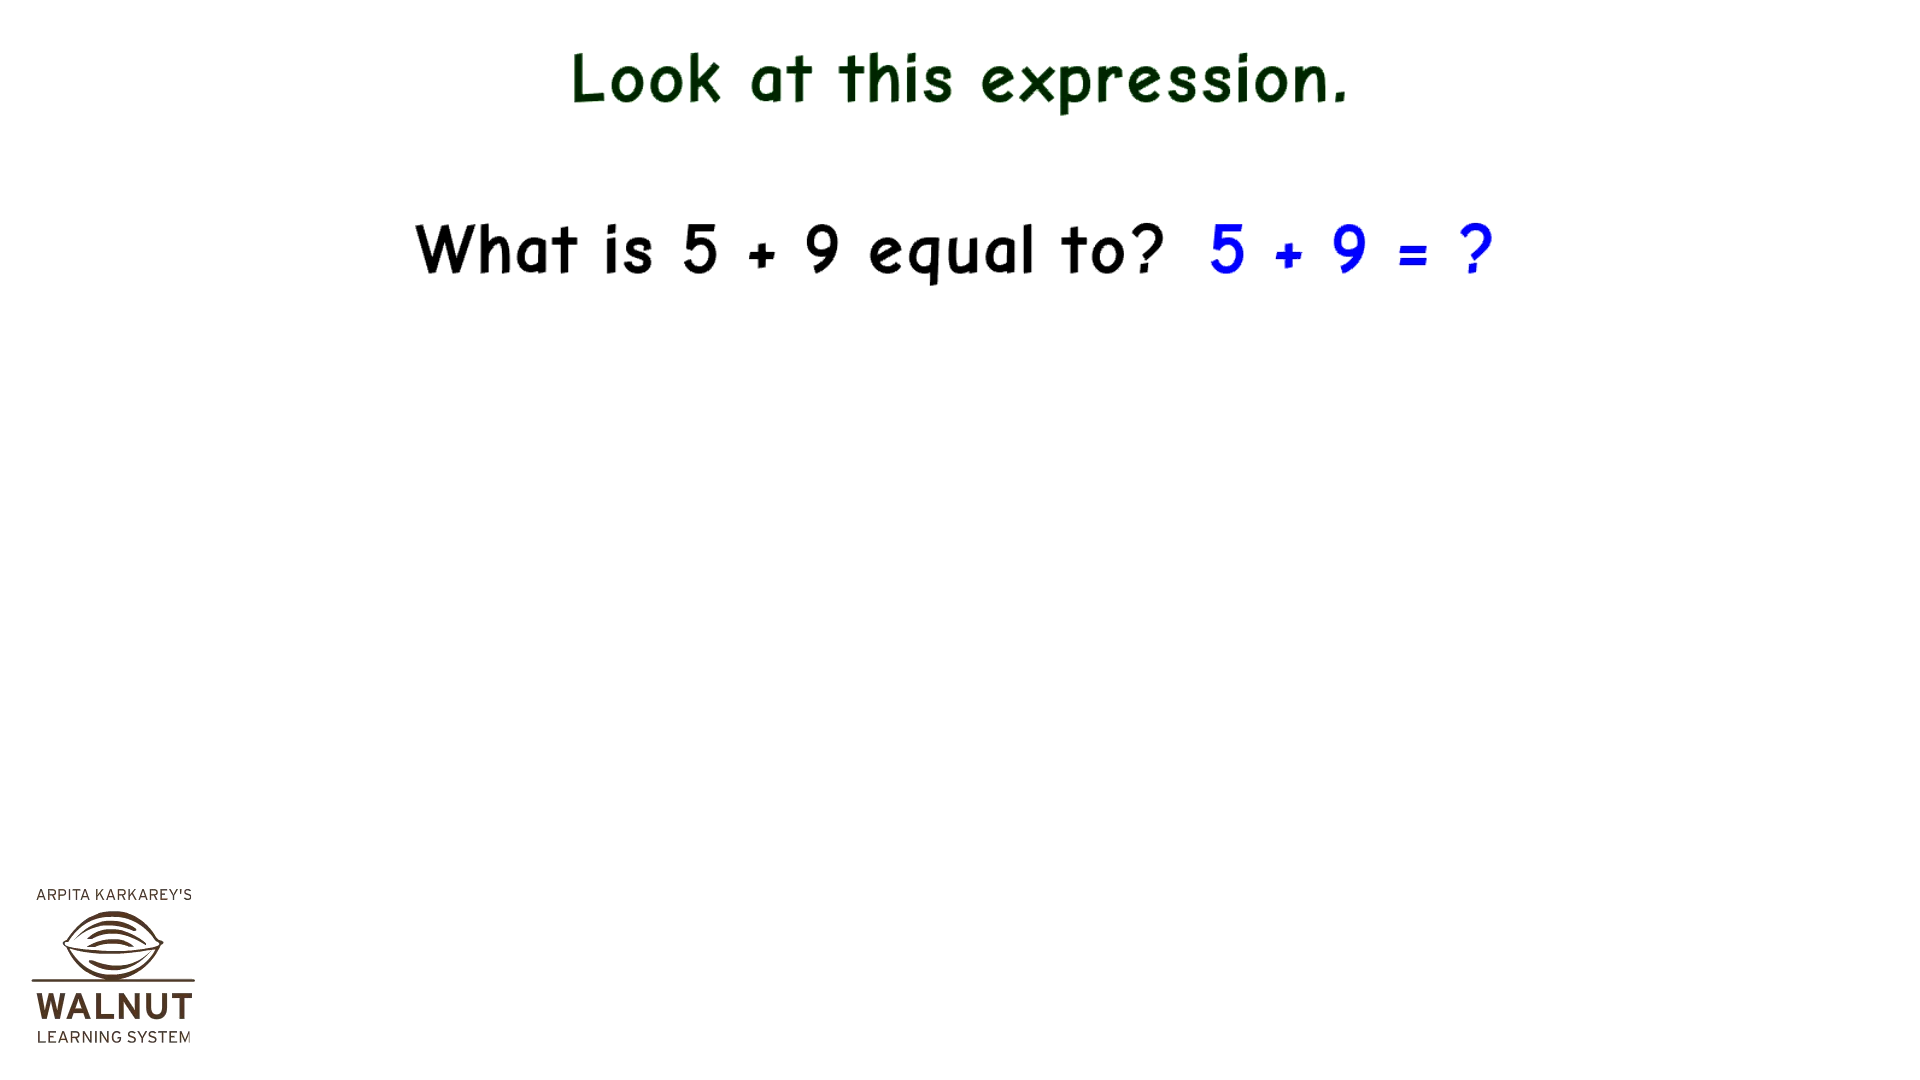 Look at this expression.
What is 5 + 9 equal to? 5 + 9 = ?
ARPITA KARKAREY'S
WALNUT
LEARNING SYSTEM